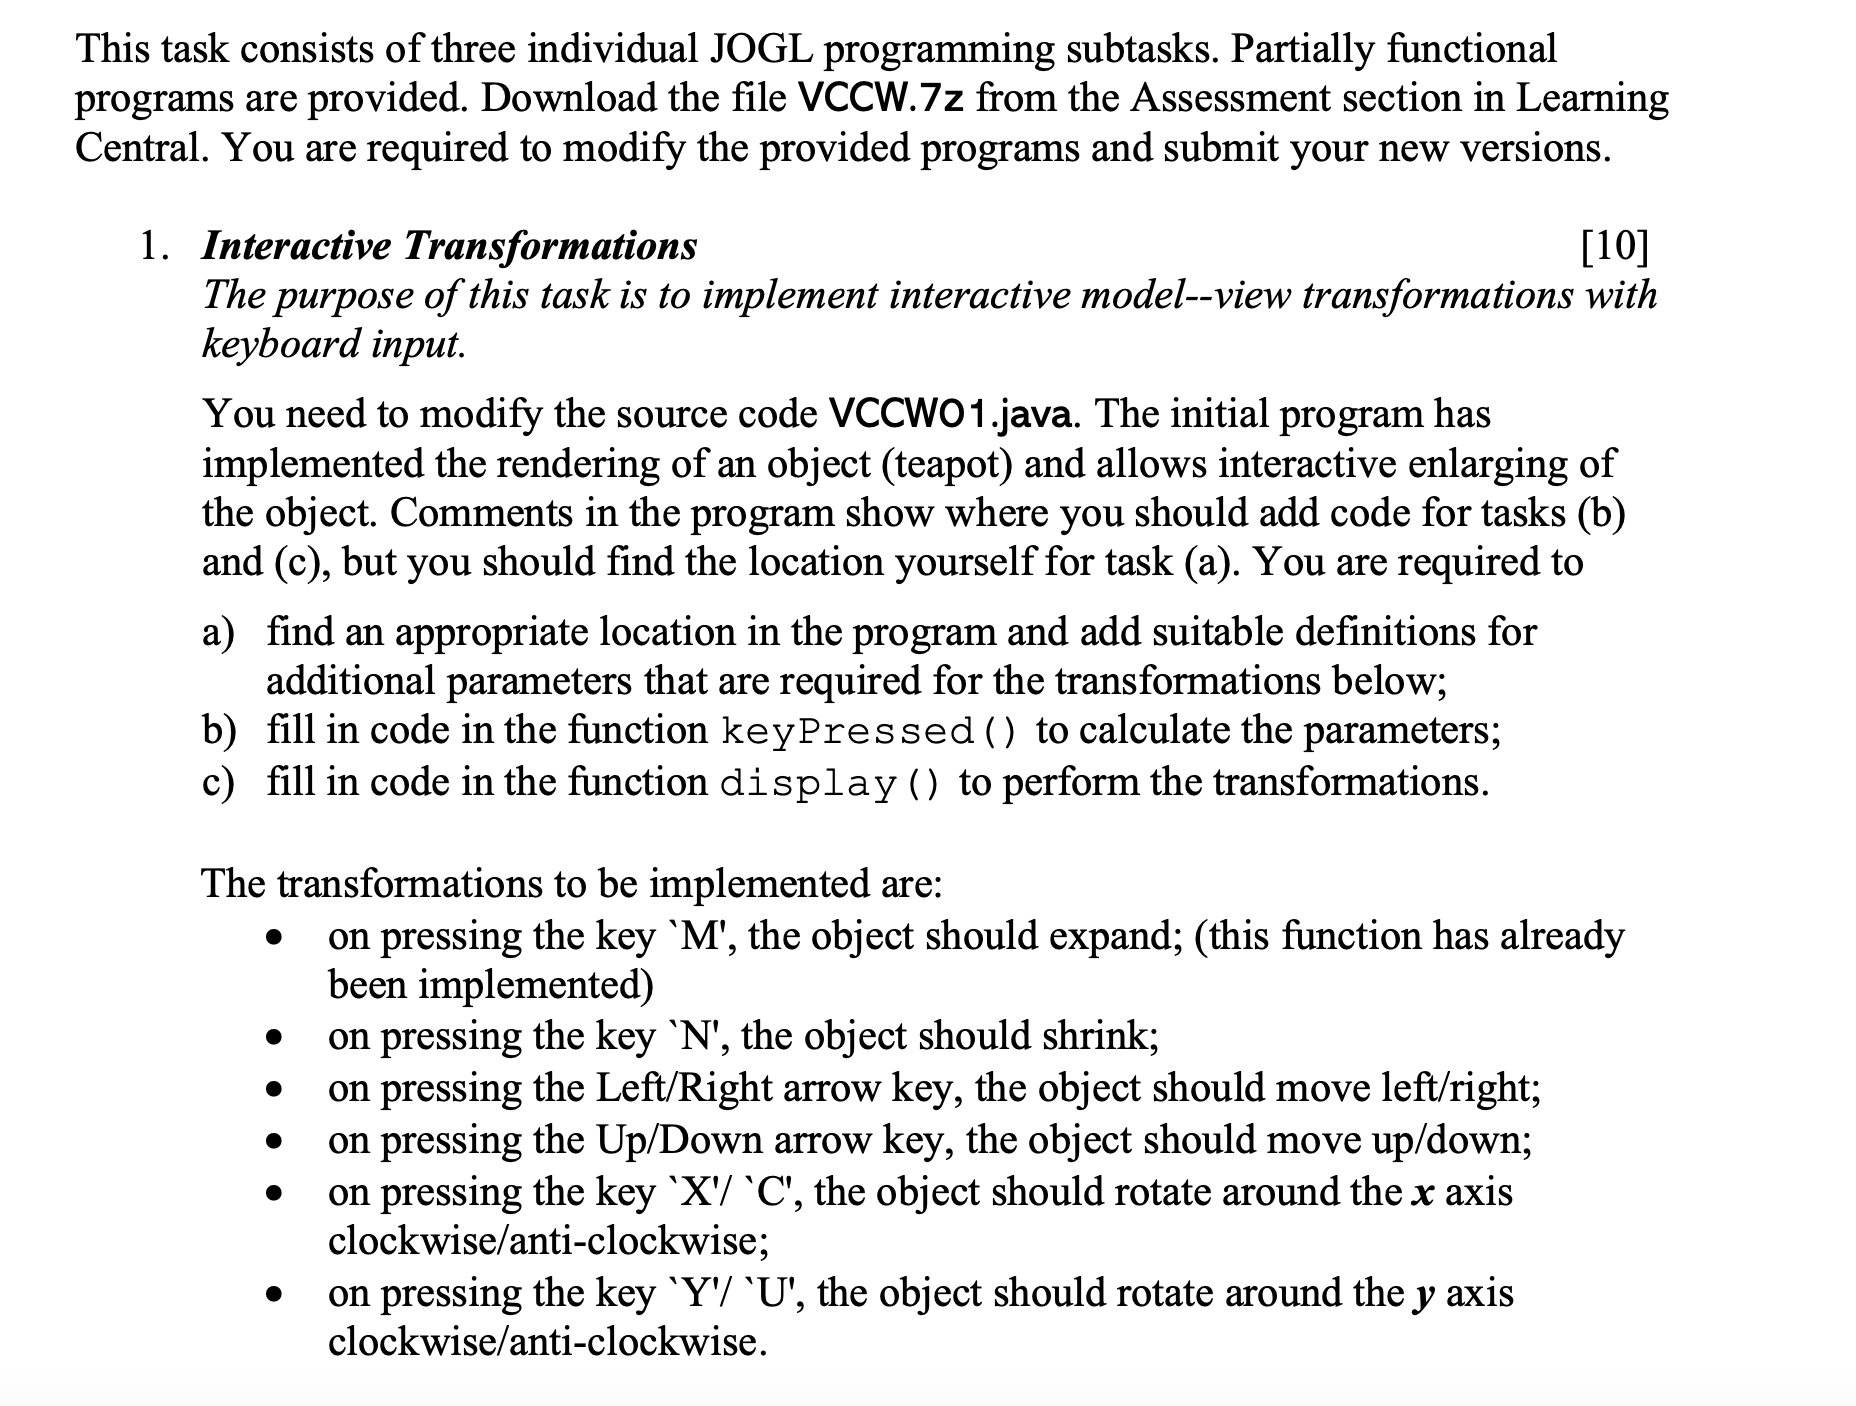 This task consists of three individual JOGL programming subtasks. Partially functional
programs are provided. Download the file VCCW.7z from the Assessment section in Learning
Central. You are required to modify the provided programs and submit your new versions.
1. Interactive Transformations [10]
The purpose of this task is to implement interactive model--view transformations with
keyboard input.
You need to modify the source code VCCW01.java. The initial program has
implemented the rendering of an object (teapot) and allows interactive enlarging of
the object. Comments in the program show where you should add code for tasks (b)
and (c), but you should find the location yourself for task (a). You are required to
a) find an appropriate location in the program and add suitable definitions for
additional parameters that are required for the transformations below;
b) fill in code in the function keyPressed() to calculate the parameters;
c) fill in code in the function display() to perform the transformations.
The transformations to be implemented are:
• on pressing the key `M', the object should expand; (this function has already
been implemented)
• on pressing the key `N', the object should shrink;
• on pressing the Left/Right arrow key, the object should move left/right;
• on pressing the Up/Down arrow key, the object should move up/down;
• on pressing the key `X'/ `C', the object should rotate around the x axis
clockwise/anti-clockwise;
• on pressing the key `Y'/ `U', the object should rotate around the y axis
clockwise/anti-clockwise.